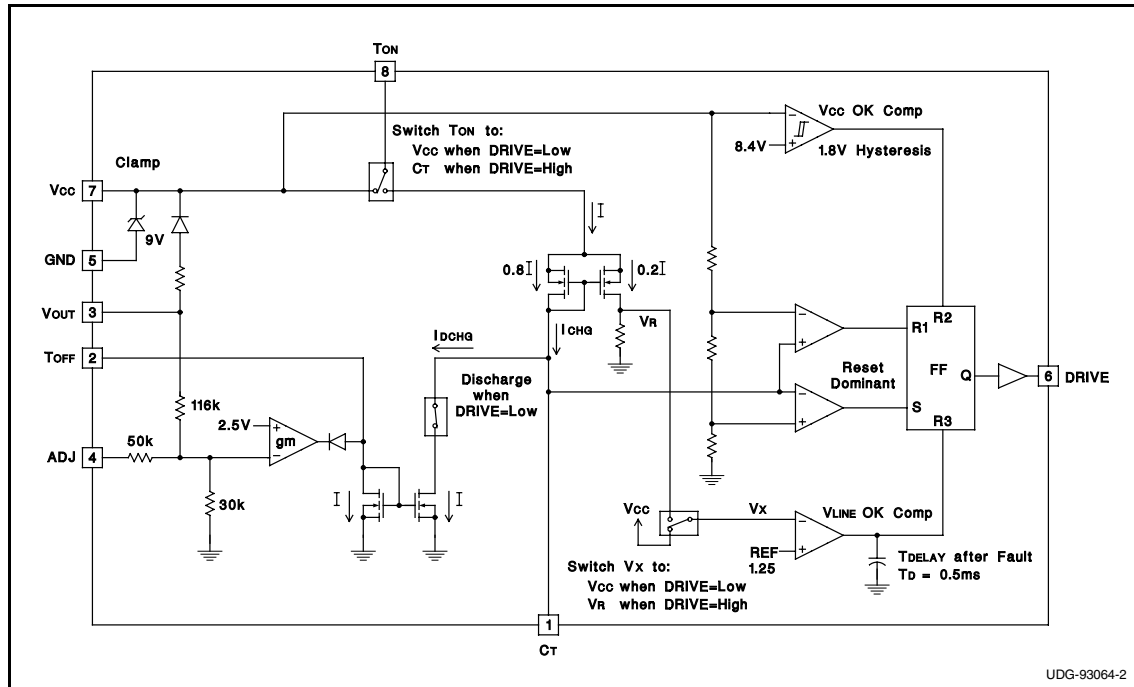 TON
8
Switch TON to:
VCC when DRIVE=Low
CT when DRIVE=High
VCC OK Comp
8.4V
1.8V Hysteresis
Clamp
VCC 7
9V
GND 5
VOUT 3
TOFF 2
ADJ 4
50k
116k
30k
2.5V
gm
I
I
I
0.8I
0.2I
VR
ICHG
IDCHG
Discharge
when
DRIVE=Low
R1
R2
FF
Q
S
R3
Reset
Dominant
6 DRIVE
VCC
VX
VLINE OK Comp
REF
1.25
Switch VX to:
VCC when DRIVE=Low
VR when DRIVE=High
TDELAY after Fault
TD = 0.5ms
1
CT
UDG-93064-2